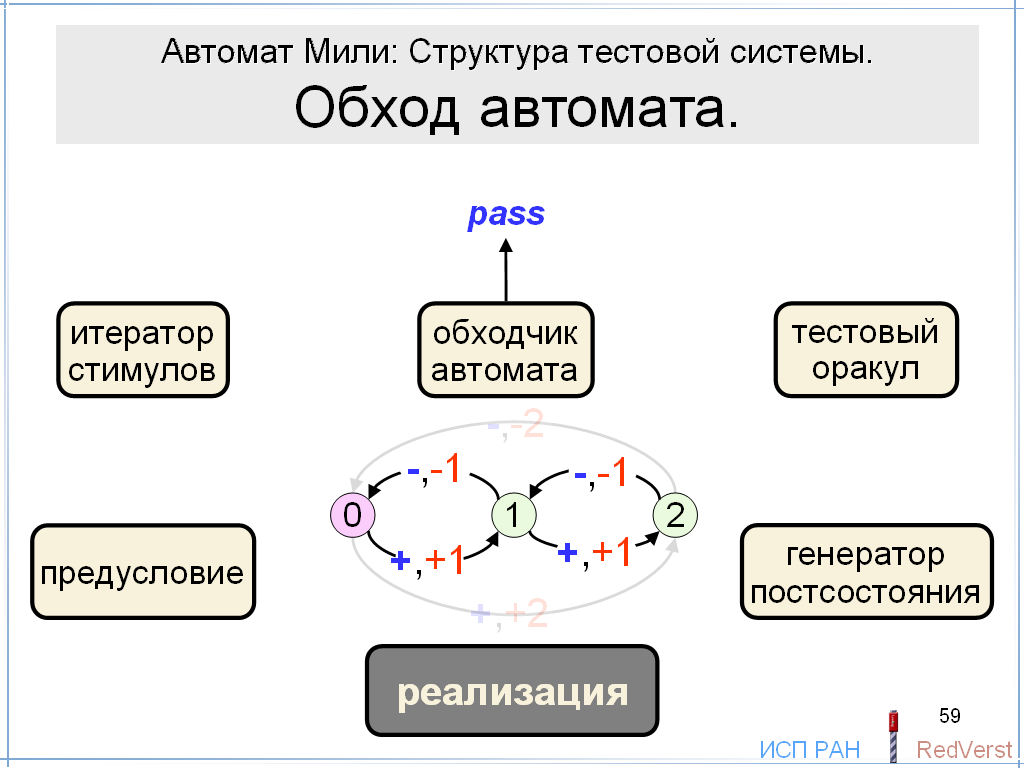 Автомат Мили: Структура тестовой системы.
Обход автомата.
pass
итератор
стимулов
обходчик
автомата
тестовый
оракул
-,-2
-,-1
-,-1
0
1
2
+,+1
+,+1
+,+2
предусловие
генератор
постсостояния
реализация
59
ИСП РАН
RedVerst